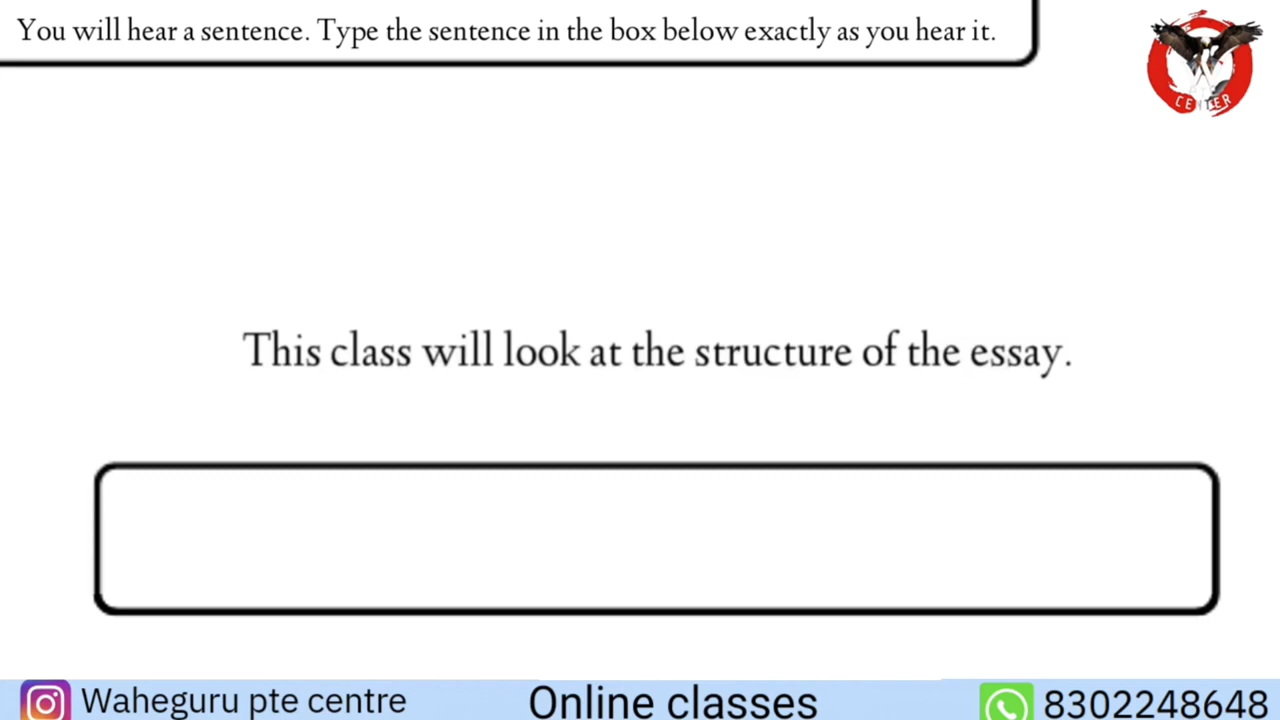 You will hear a sentence. Type the sentence in the box below exactly as you hear it.
CENTER
This class will look at the structure of the essay.
Waheguru pte centre
Online classes
8302248648